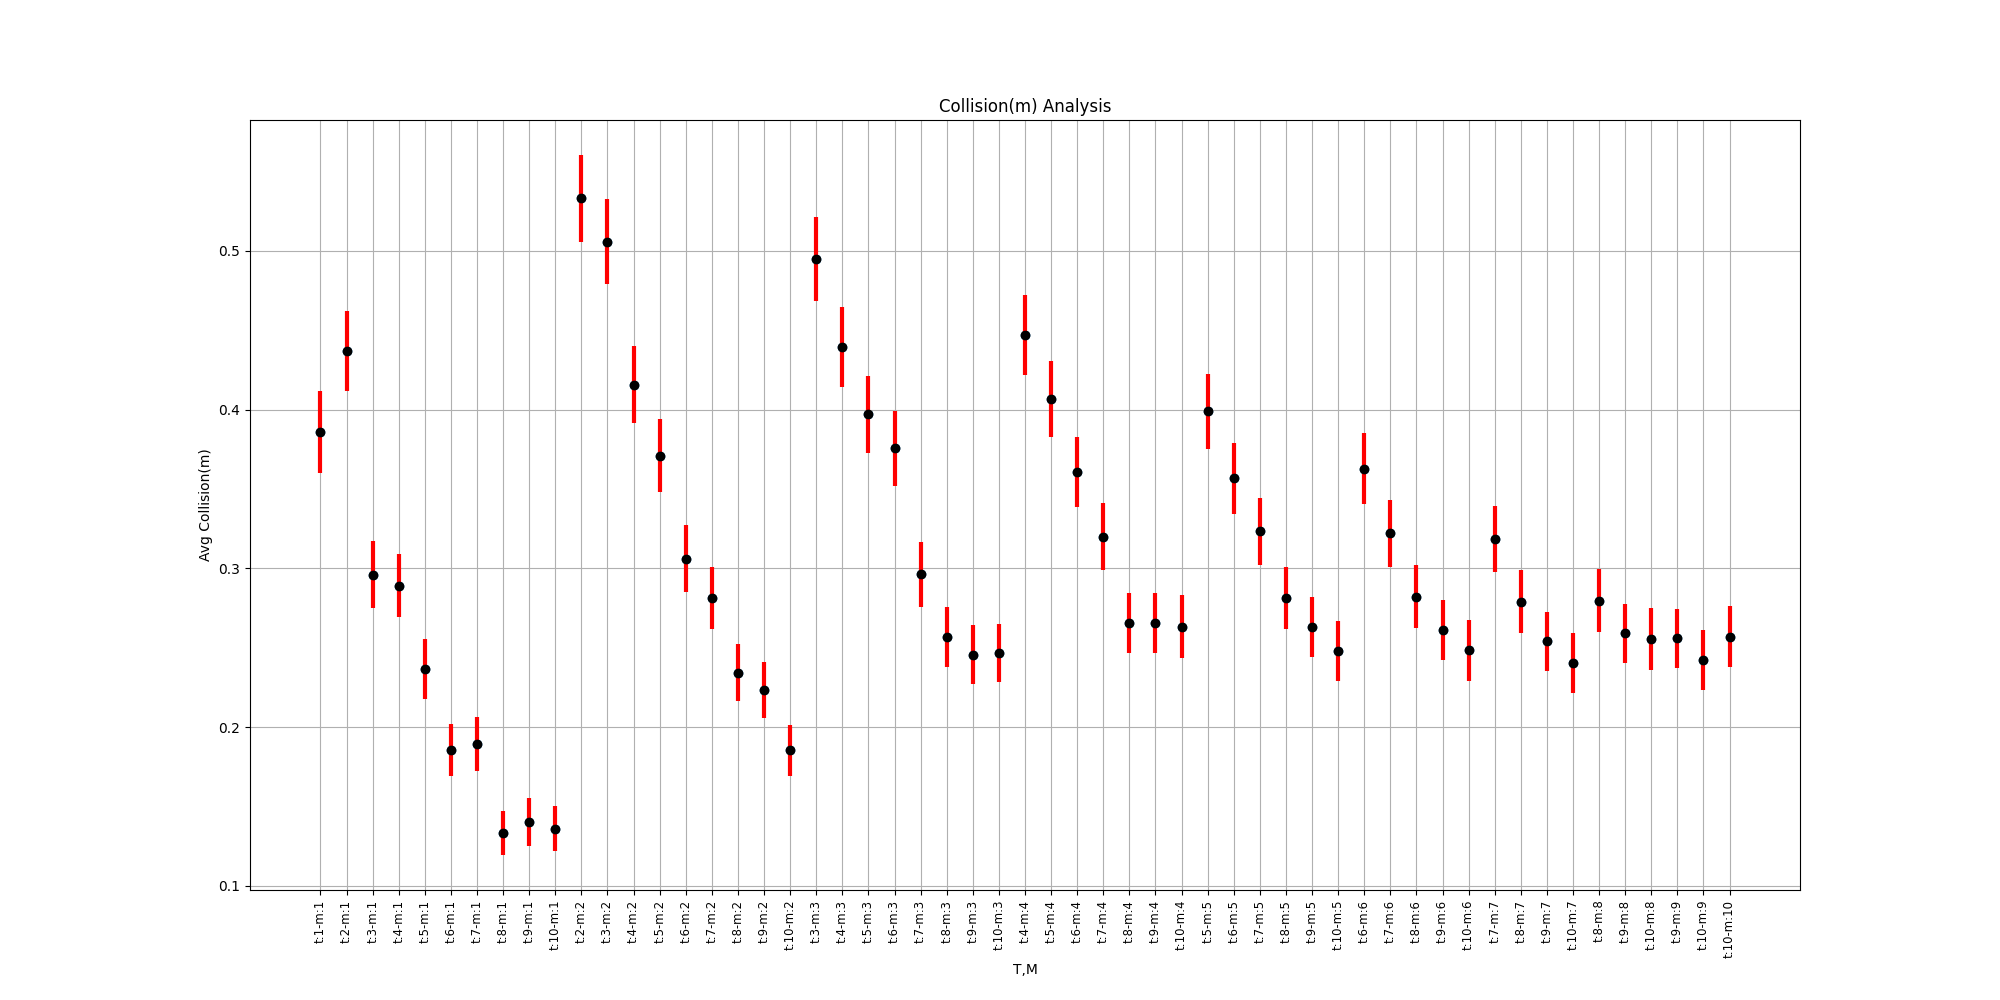 Collision(m) Analysis
Avg Collision(m)
0.5
0.4
0.3
0.2
0.1
t:1-m:1
t:2-m:1
t:3-m:1
t:4-m:1
t:5-m:1
t:6-m:1
t:7-m:1
t:8-m:1
t:9-m:1
t:10-m:1
t:2-m:2
t:3-m:2
t:4-m:2
t:5-m:2
t:6-m:2
t:7-m:2
t:8-m:2
t:9-m:2
t:10-m:2
t:3-m:3
t:4-m:3
t:5-m:3
t:6-m:3
t:7-m:3
t:8-m:3
t:9-m:3
t:10-m:3
t:4-m:4
t:5-m:4
t:6-m:4
t:7-m:4
t:8-m:4
t:9-m:4
t:10-m:4
t:5-m:5
t:6-m:5
t:7-m:5
t:8-m:5
t:9-m:5
t:10-m:5
t:6-m:6
t:7-m:6
t:8-m:6
t:9-m:6
t:10-m:6
t:7-m:7
t:8-m:7
t:9-m:7
t:10-m:7
t:8-m:8
t:9-m:8
t:10-m:8
t:9-m:9
t:10-m:9
t:10-m:10
T,M